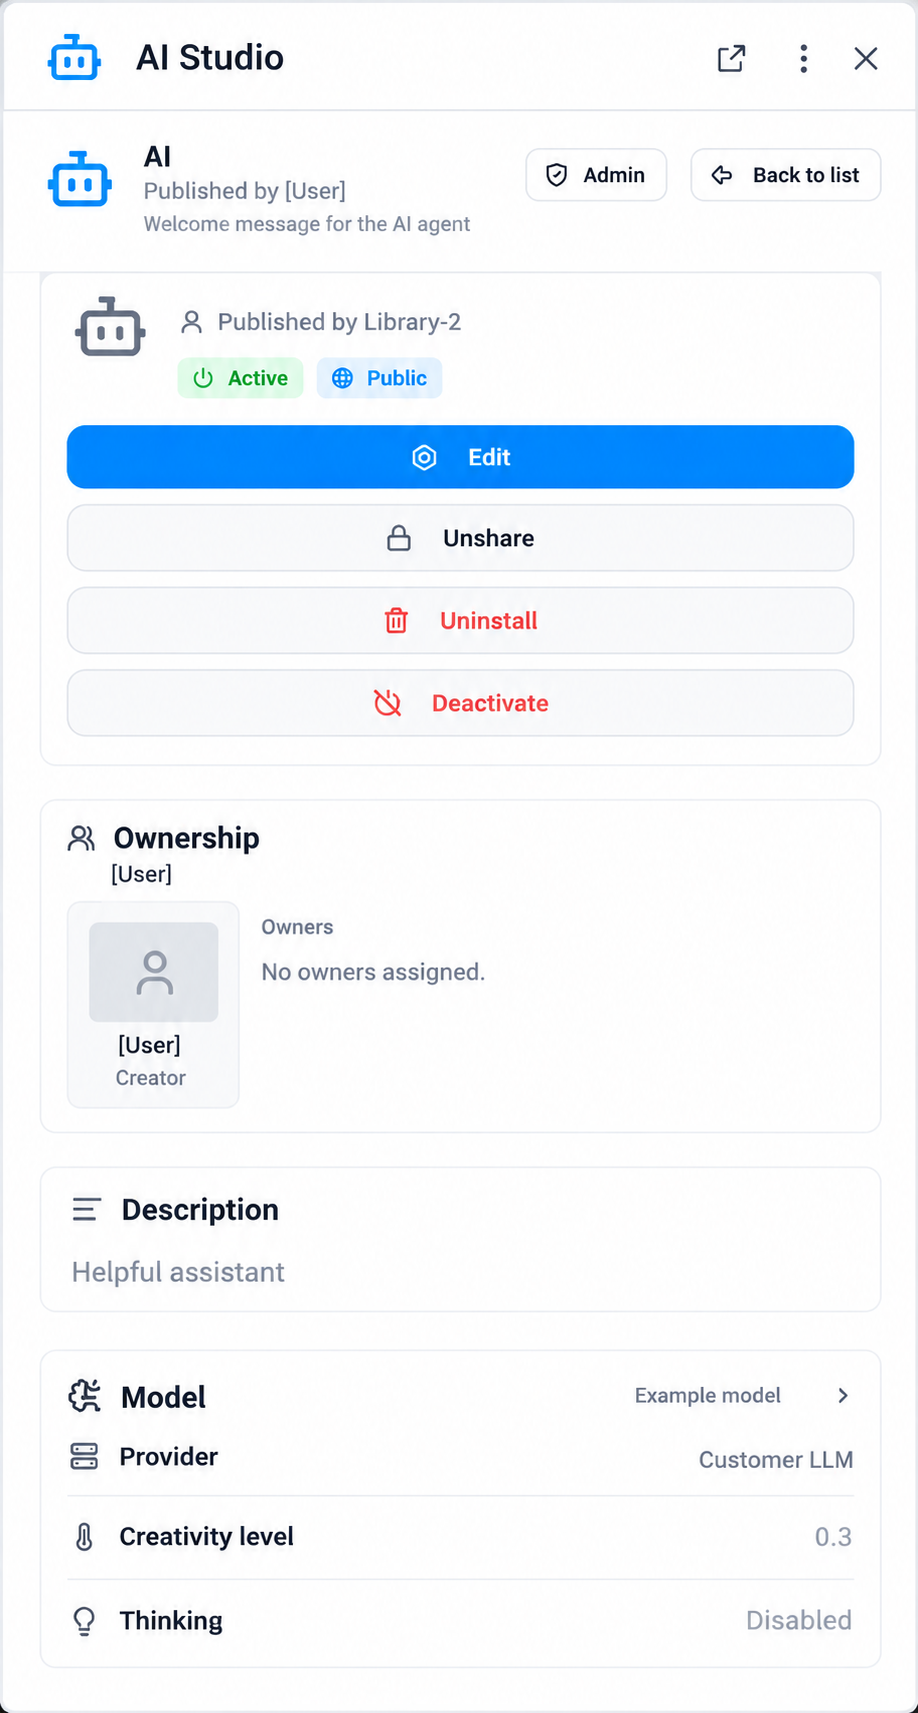 AI Studio
AI
Published by [User]
Welcome message for the AI agent
Admin
Back to list
Published by Library-2
Active
Public
Edit
Unshare
Uninstall
Deactivate
Ownership
[User]
Owners
No owners assigned.
[User]
Creator
Description
Helpful assistant
Model
Example model
Provider
Customer LLM
Creativity level
0.3
Thinking
Disabled